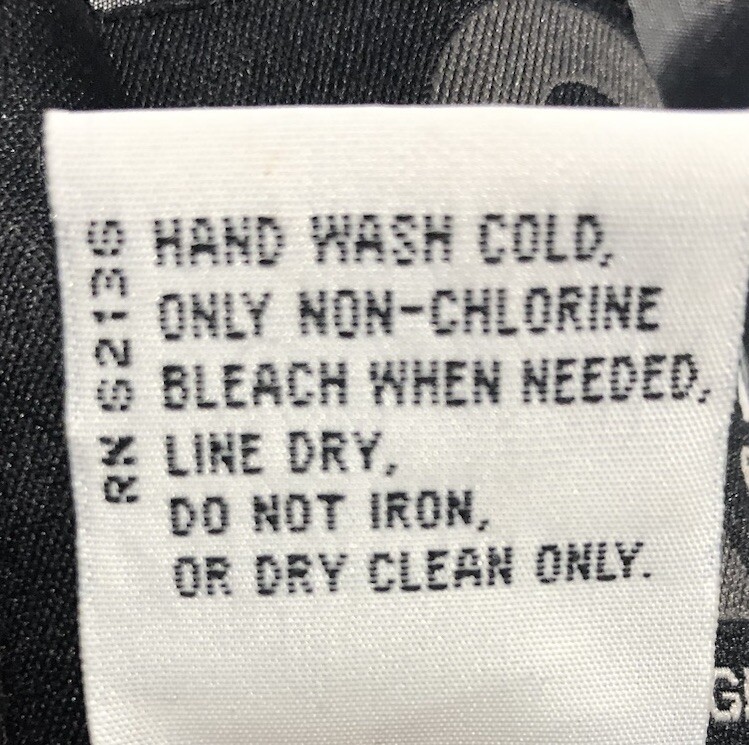 HAND WASH COLD,
ONLY NON-CHLORINE
BLEACH WHEN NEEDED,
LINE DRY,
DO NOT IRON,
OR DRY CLEAN ONLY.
RN